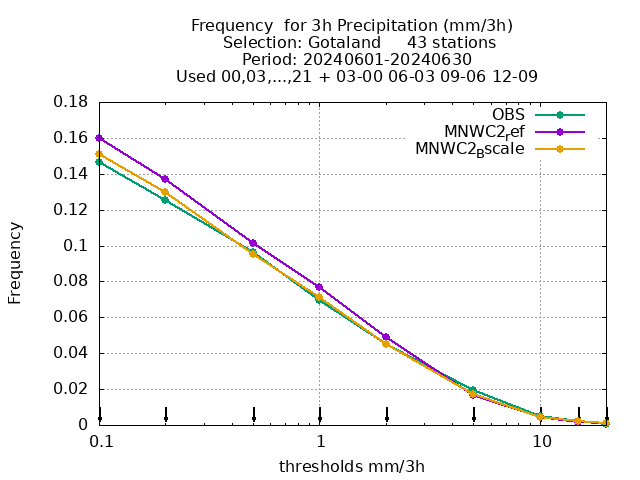 Frequency  for 3h Precipitation (mm/3h)
Selection: Gotaland     43 stations
Period: 20240601-20240630
Used 00,03,...,21 + 03-00 06-03 09-06 12-09
0.18
0.16
0.14
0.12
0.1
0.08
0.06
0.04
0.02
0
Frequency
OBS
MNWC2ref
MNWC2Bscale
0.1
1
10
thresholds mm/3h